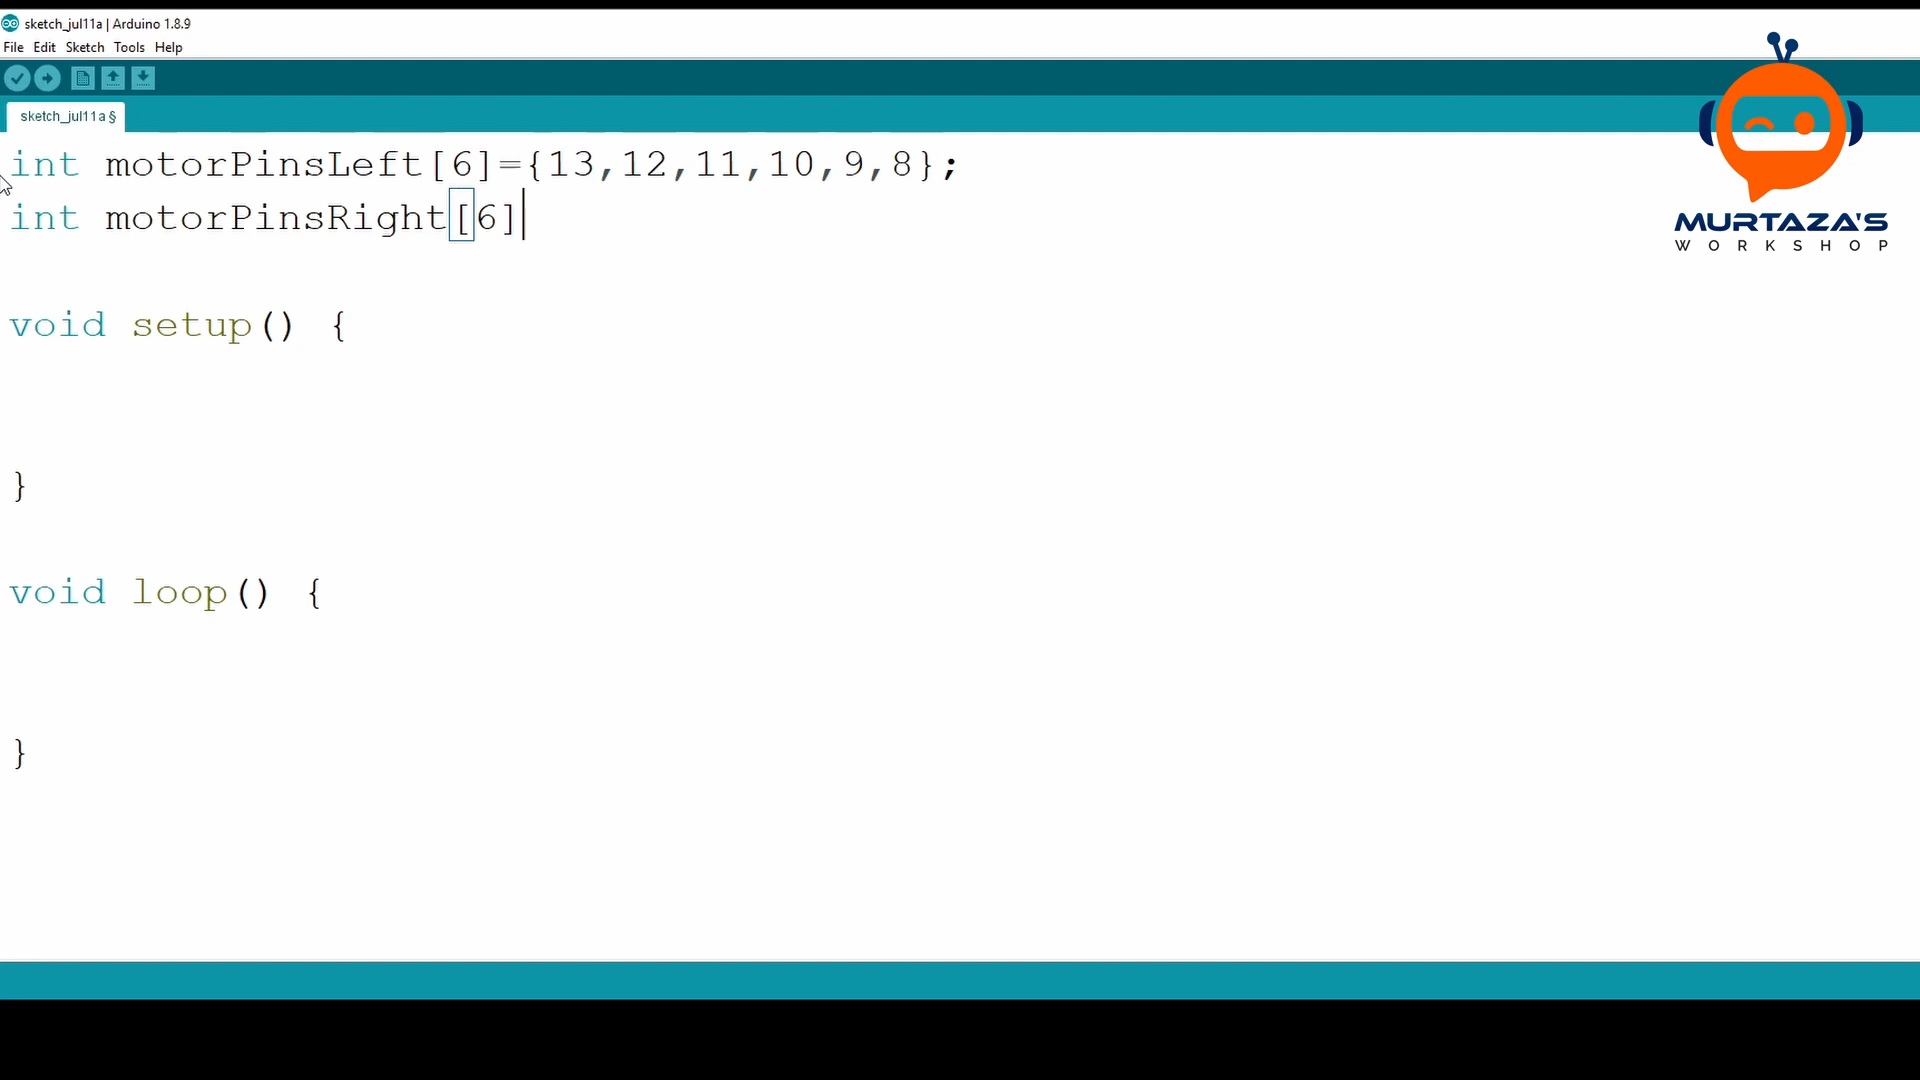 sketch_jul11a | Arduino 1.8.9
File Edit Sketch Tools Help
sketch_jul11a §
int motorPinsLeft[6]={13,12,11,10,9,8};
int motorPinsRight[6]
void setup() {
}
void loop() {
}
MURTAZA'S
WORKSHOP